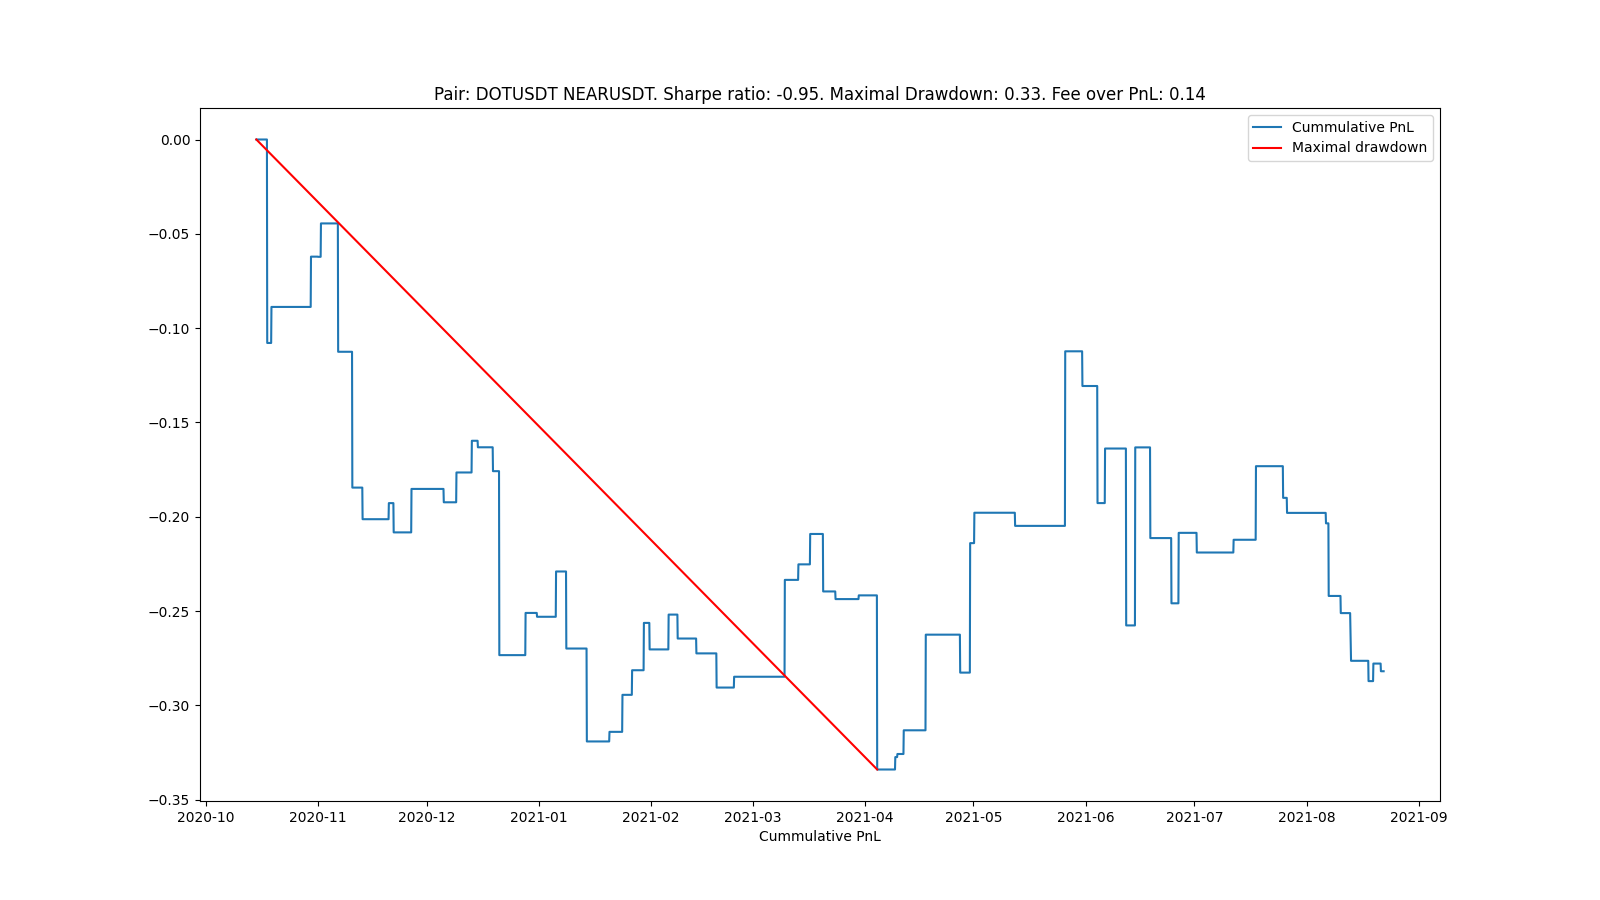 Pair: DOTUSDT NEARUSDT. Sharpe ratio: -0.95. Maximal Drawdown: 0.33. Fee over PnL: 0.14
Cummulative PnL
Maximal drawdown
0.00
−0.05
−0.10
−0.15
−0.20
−0.25
−0.30
−0.35
2020-10 2020-11 2020-12 2021-01 2021-02 2021-03 2021-04 2021-05 2021-06 2021-07 2021-08 2021-09
Cummulative PnL